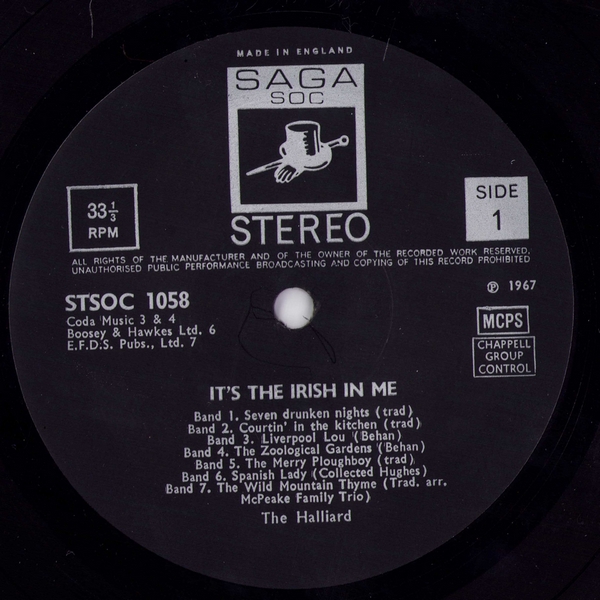 MADE IN ENGLAND
SAGA
SOC
STEREO
33⅓
RPM
SIDE
1
ALL RIGHTS OF THE MANUFACTURER AND OF THE OWNER OF THE RECORDED WORK RESERVED.
UNAUTHORISED PUBLIC PERFORMANCE BROADCASTING AND COPYING OF THIS RECORD PROHIBITED
STSOC 1058
Coda Music 3 & 4
Boosey & Hawkes Ltd. 6
E.F.D.S. Pubs., Ltd. 7
℗ 1967
MCPS
CHAPPELL
GROUP
CONTROL
IT'S THE IRISH IN ME
Band 1. Seven drunken nights (trad)
Band 2. Courtin' in the kitchen (trad)
Band 3. Liverpool Lou (Behan)
Band 4. The Zoological Gardens (Behan)
Band 5. The Merry Ploughboy (trad)
Band 6. Spanish Lady (Collected Hughes)
Band 7. The Wild Mountain Thyme (Trad. arr.
McPeake Family Trio)
The Halliard